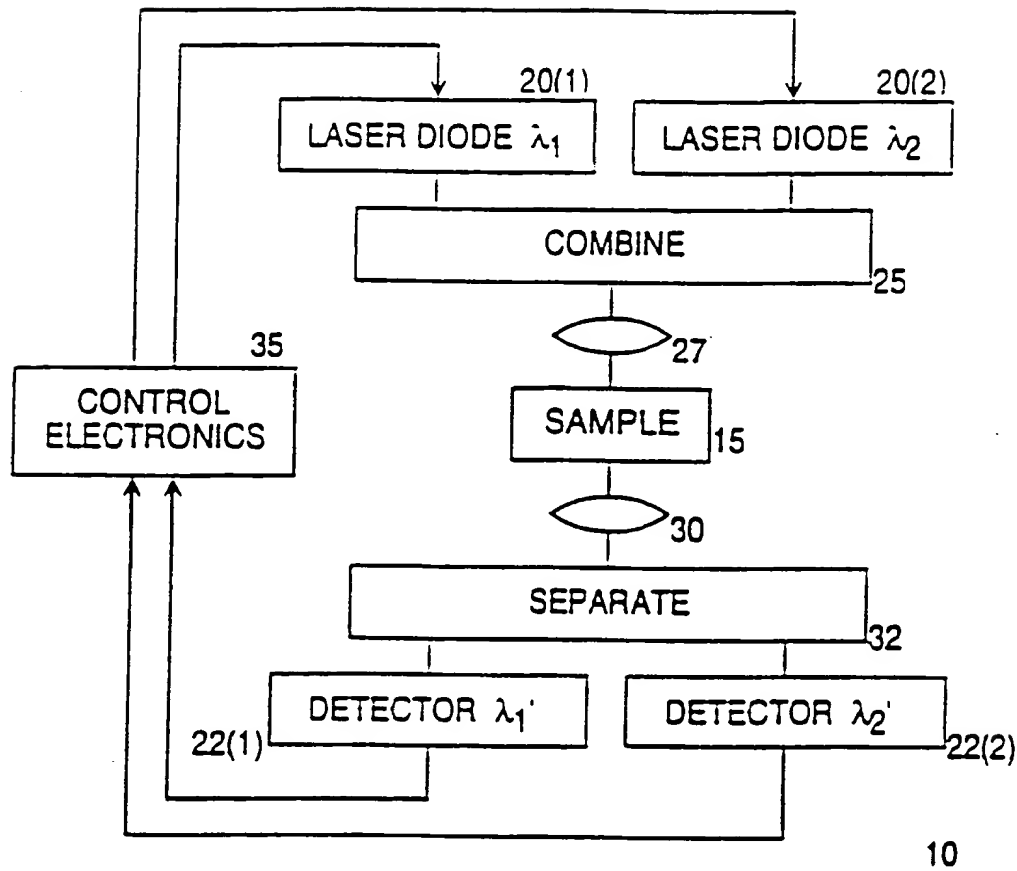 20(1)
20(2)
LASER DIODE λ1
LASER DIODE λ2
COMBINE
25
27
35
CONTROL
ELECTRONICS
SAMPLE
15
30
SEPARATE
32
DETECTOR λ1'
DETECTOR λ2'
22(1)
22(2)
10